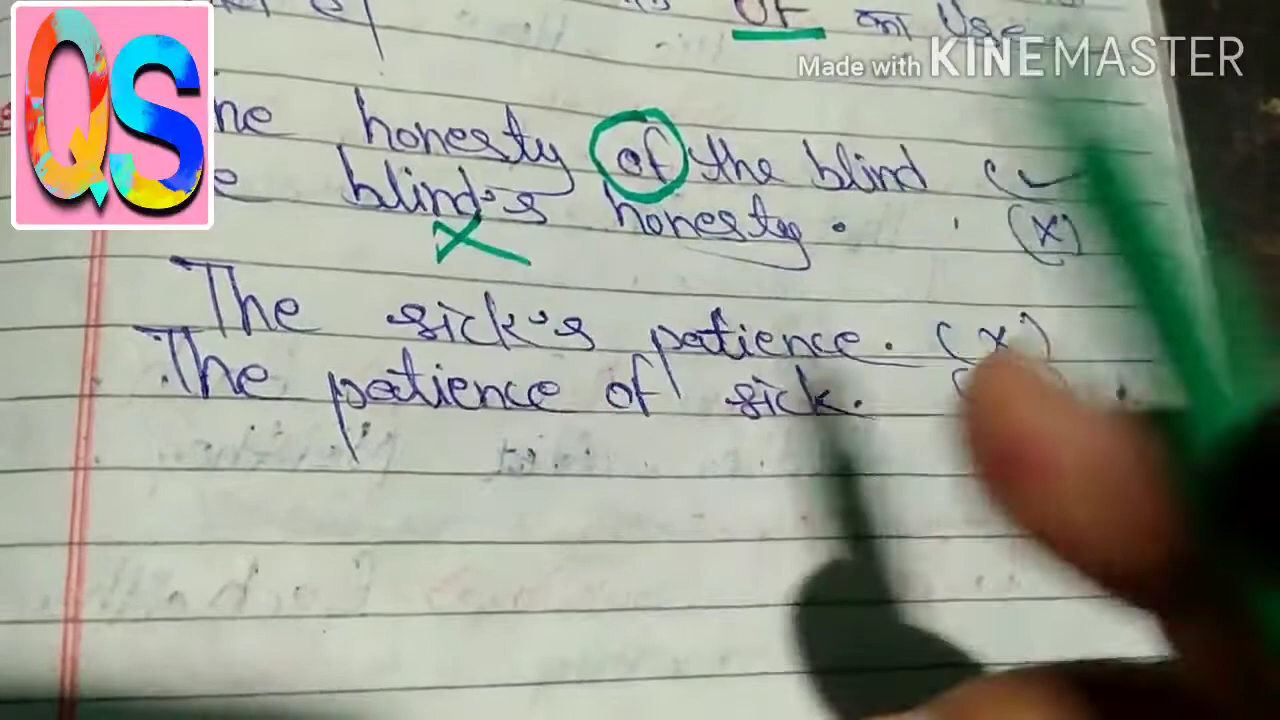 OF का Use
Made with KINEMASTER
QS
he honesty of the blind (✓
e blind's honesty. (x)
The sick's patience. (x)
The patience of sick. (